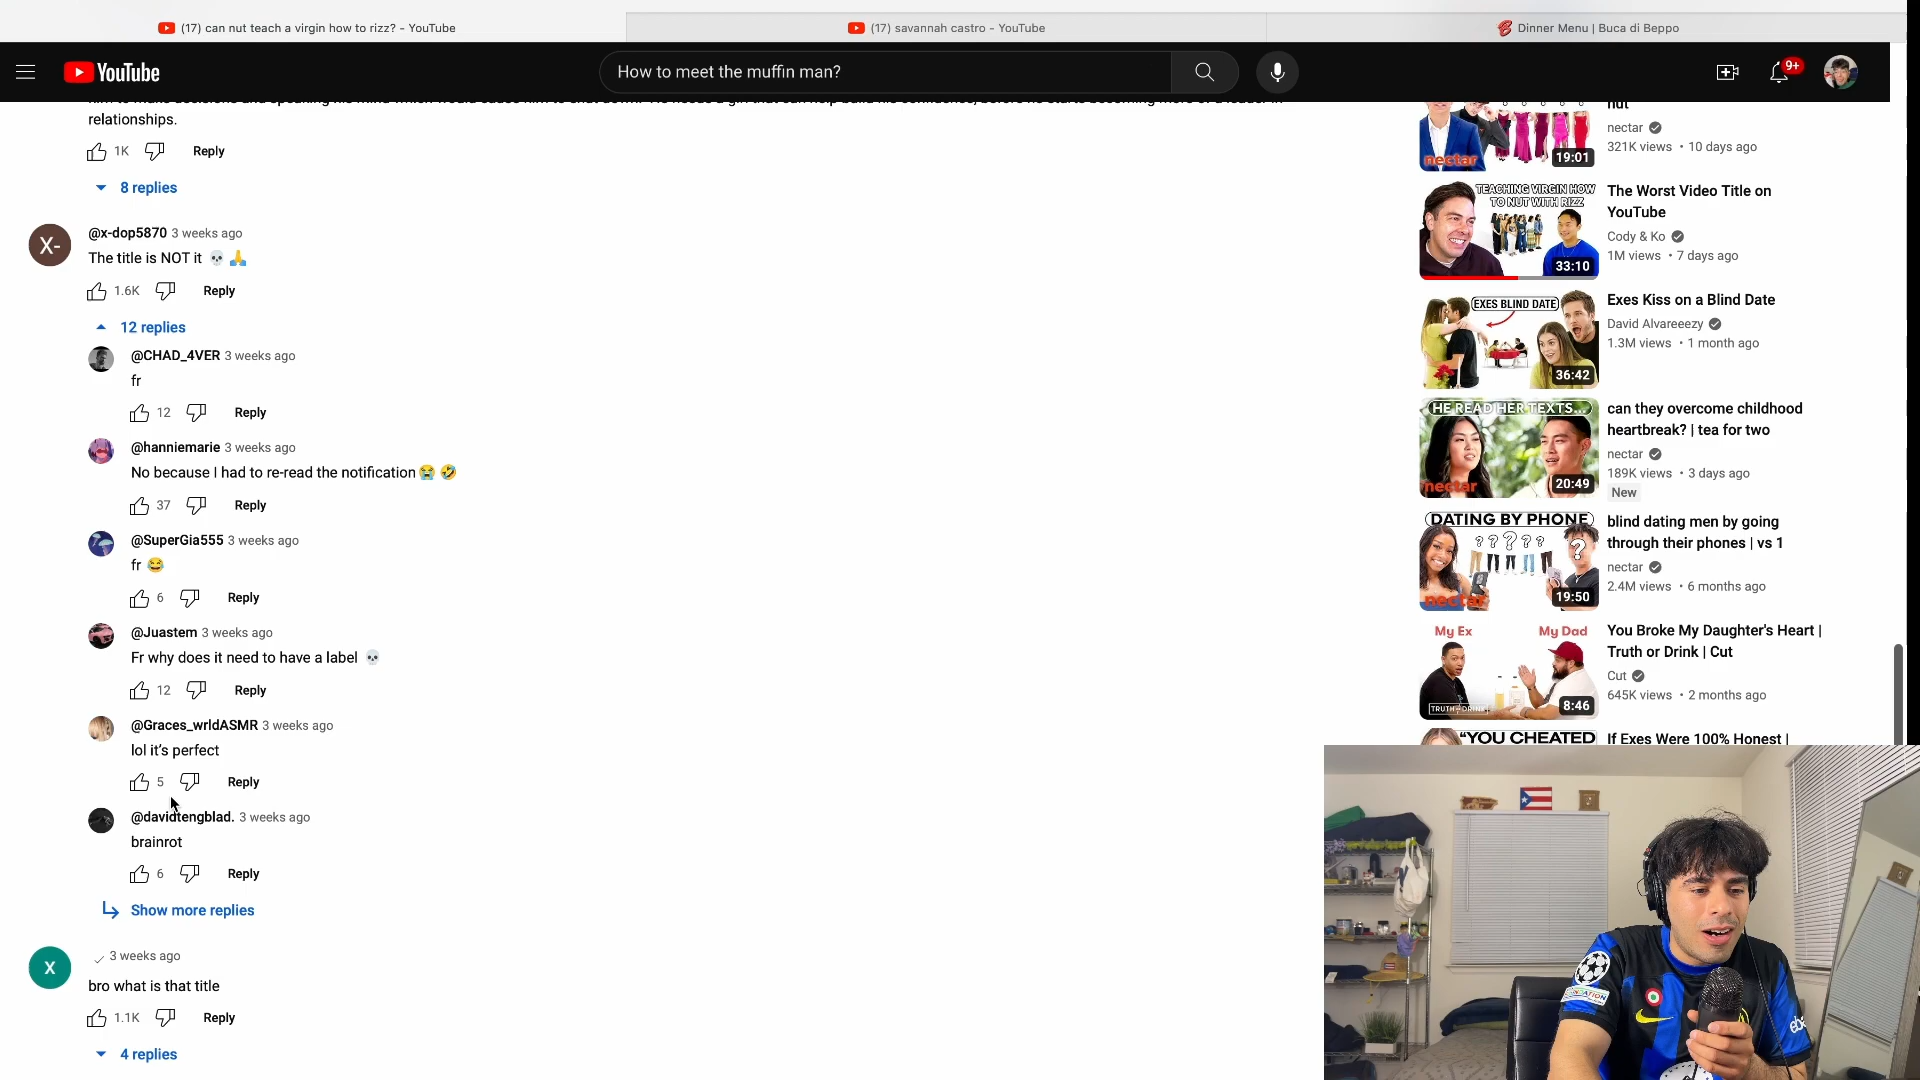 (17) can nut teach a virgin how to rizz? - YouTube
(17) savannah castro - YouTube
Dinner Menu | Buca di Beppo
YouTube
How to meet the muffin man?
9+
relationships.
1K
Reply
8 replies
X-
@x-dop5870 3 weeks ago
The title is NOT it 💀 🙏
1.6K
Reply
12 replies
@CHAD_4VER 3 weeks ago
fr
12
Reply
@hanniemarie 3 weeks ago
No because I had to re-read the notification 😭 🤣
37
Reply
@SuperGia555 3 weeks ago
fr 😂
6
Reply
@Juastem 3 weeks ago
Fr why does it need to have a label 💀
12
Reply
@Graces_wrldASMR 3 weeks ago
lol it's perfect
5
Reply
@davidtengblad. 3 weeks ago
brainrot
6
Reply
Show more replies
X
3 weeks ago
bro what is that title
1.1K
Reply
4 replies
nectar
19:01
nut
nectar
321K views • 10 days ago
TEACHING VIRGIN HOW
TO NUT WITH RIZZ
33:10
The Worst Video Title on
YouTube
Cody & Ko
1M views • 7 days ago
EXES BLIND DATE
36:42
Exes Kiss on a Blind Date
David Alvareeezy
1.3M views • 1 month ago
HE READ HER TEXTS...
nectar
20:49
can they overcome childhood
heartbreak? | tea for two
nectar
189K views • 3 days ago
New
DATING BY PHONE
? ? ? ? ?
?
nectar
19:50
blind dating men by going
through their phones | vs 1
nectar
2.4M views • 6 months ago
My Ex
My Dad
TRUTH OR DRINK
8:46
You Broke My Daughter's Heart |
Truth or Drink | Cut
Cut
645K views • 2 months ago
"YOU CHEATED
If Exes Were 100% Honest |